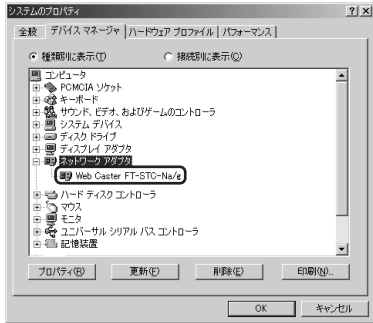 システムのプロパティ
全般 デバイス マネージャ ハードウェア プロファイル パフォーマンス
種類別に表示(T) 接続別に表示(C)
コンピュータ
PCMCIA ソケット
キーボード
サウンド、ビデオ、およびゲームのコントローラ
システム デバイス
ディスク ドライブ
ディスプレイ アダプタ
ネットワーク アダプタ
Web Caster FT-STC-Na/g
ハード ディスク コントローラ
マウス
モニタ
ユニバーサル シリアル バス コントローラ
記憶装置
プロパティ(R) 更新(F) 削除(E) 印刷(N)...
OK キャンセル